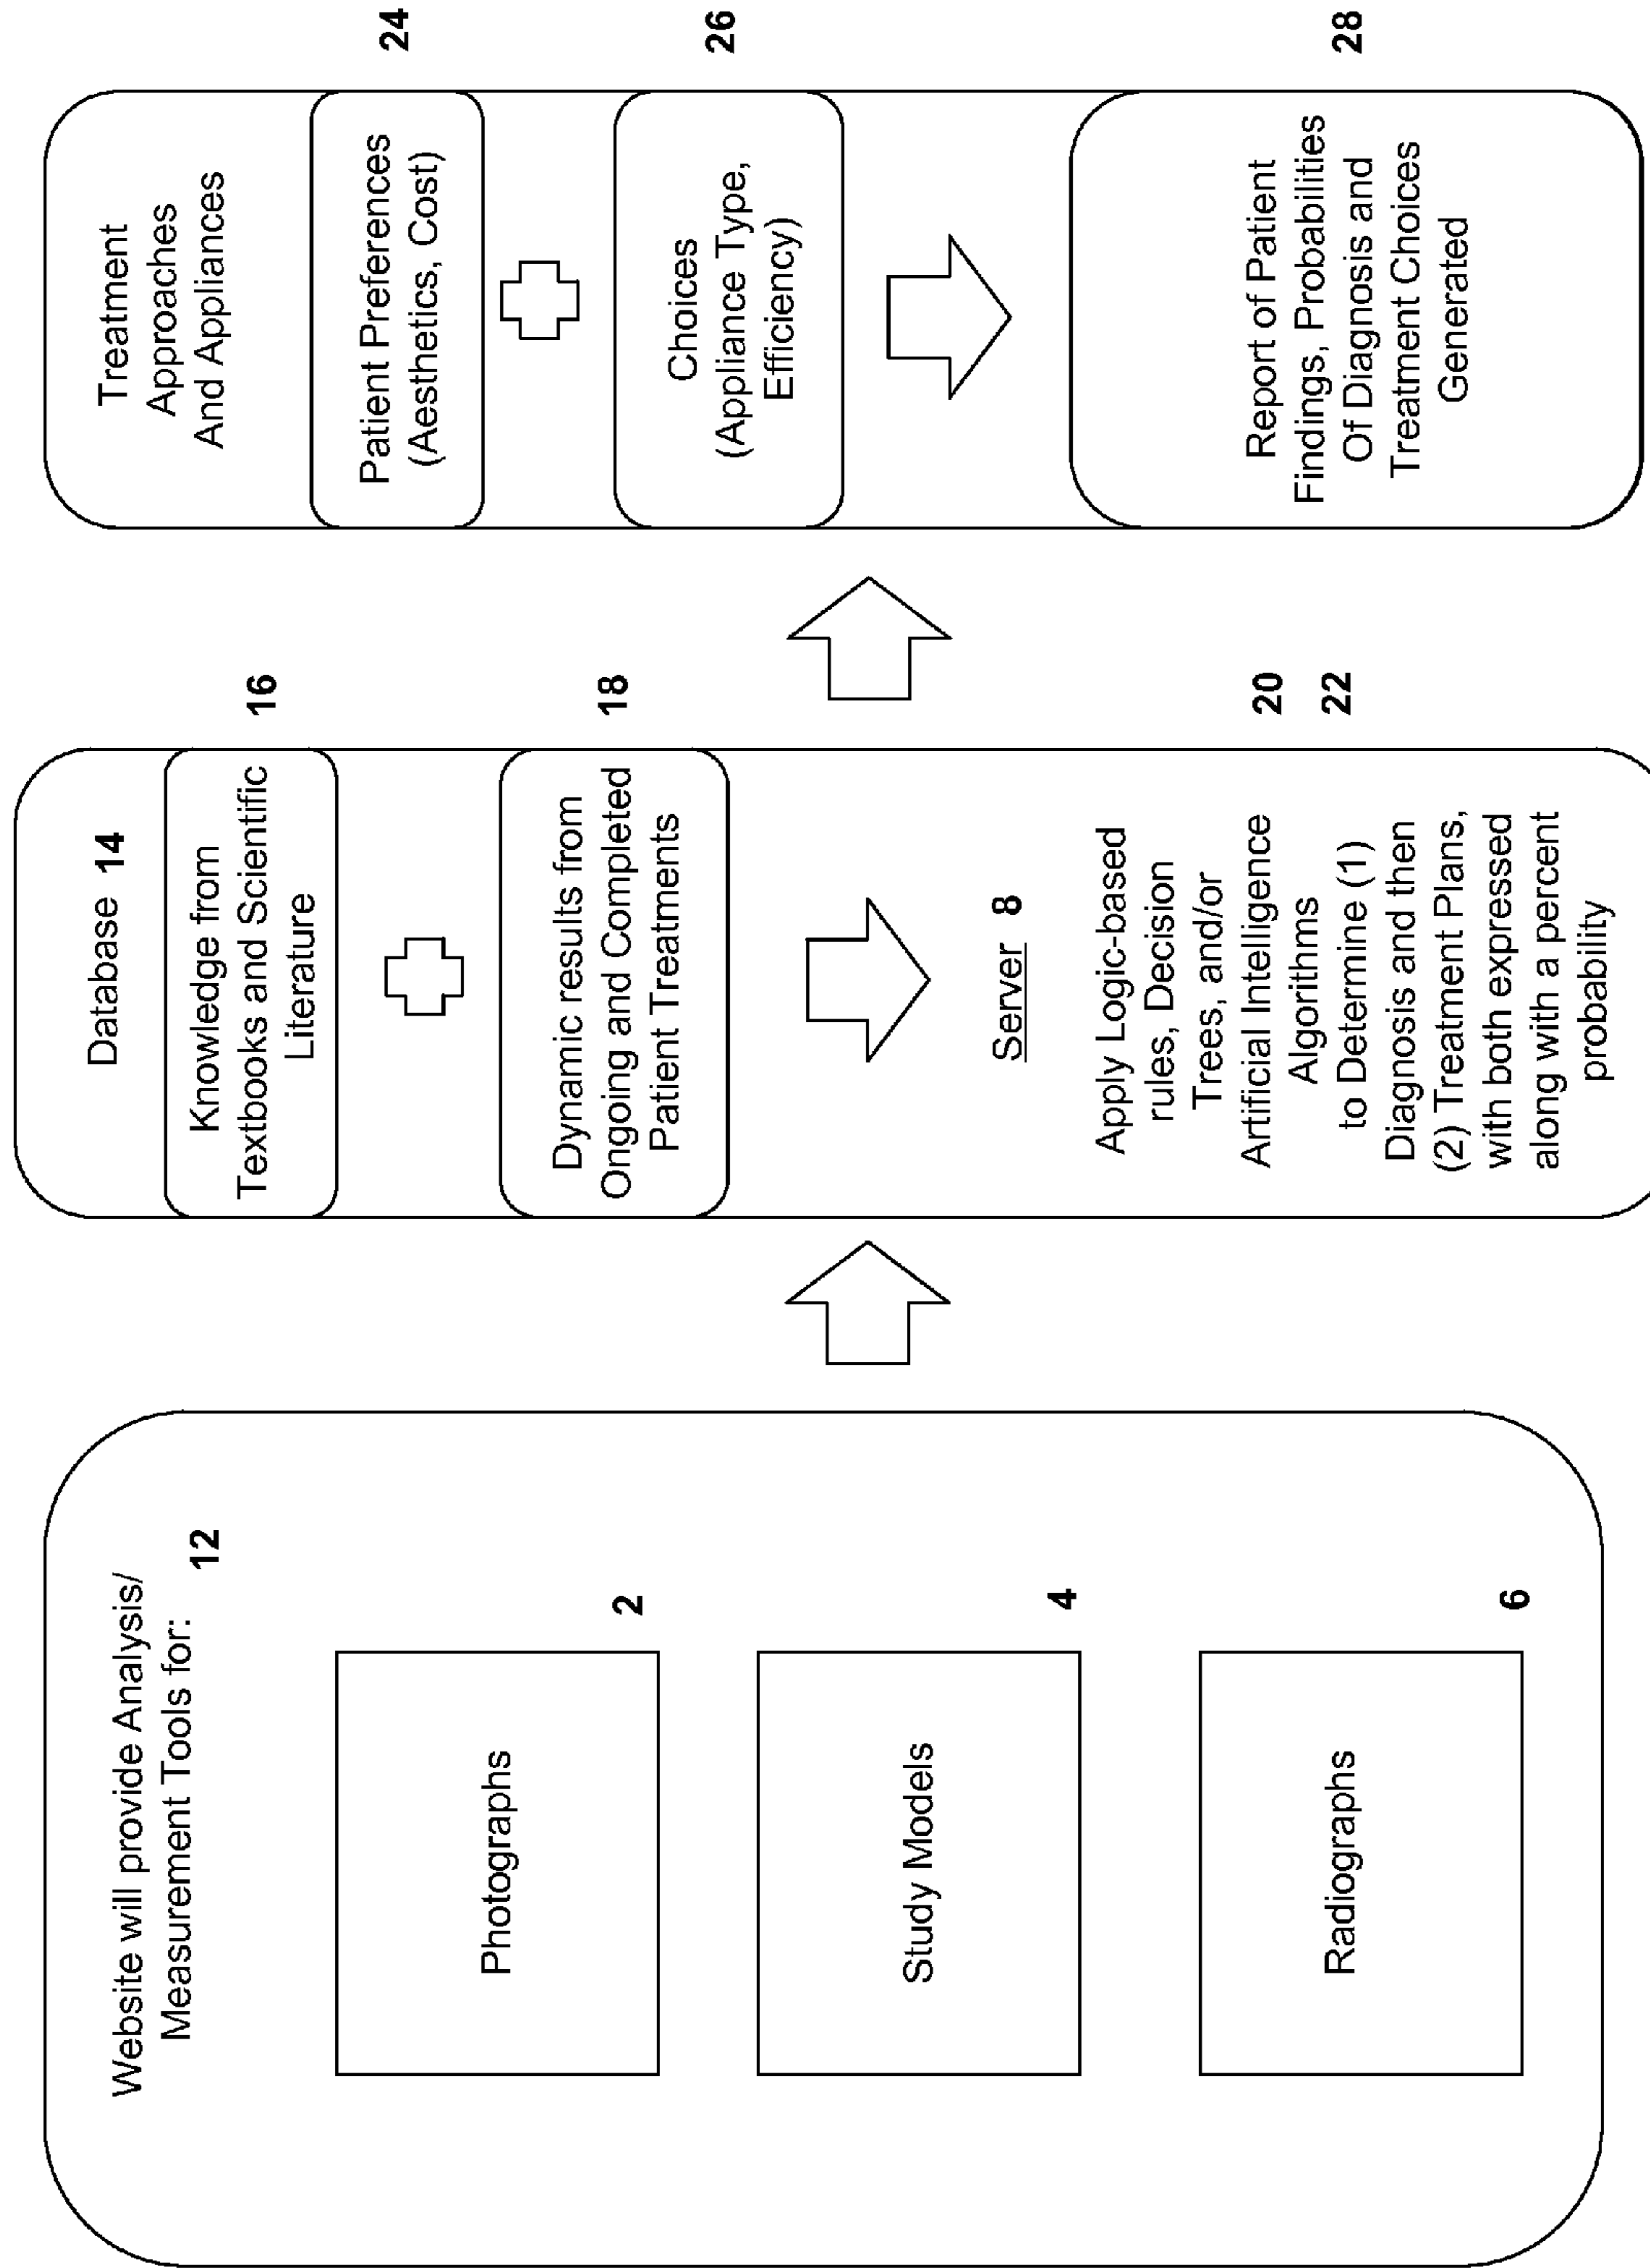 Website will provide Analysis/
Measurement Tools for:
12
Photographs
2
Study Models
4
Radiographs
6
Database 14
Knowledge from
Textbooks and Scientific
Literature
16
Dynamic results from
Ongoing and Completed
Patient Treatments
18
Server 8
Apply Logic-based
rules, Decision
Trees, and/or
Artificial Intelligence
Algorithms
to Determine (1)
Diagnosis and then
(2) Treatment Plans,
with both expressed
along with a percent
probability
20
22
Treatment
Approaches
And Appliances
Patient Preferences
(Aesthetics, Cost)
24
Choices
(Appliance Type,
Efficiency)
26
Report of Patient
Findings, Probabilities
Of Diagnosis and
Treatment Choices
Generated
28